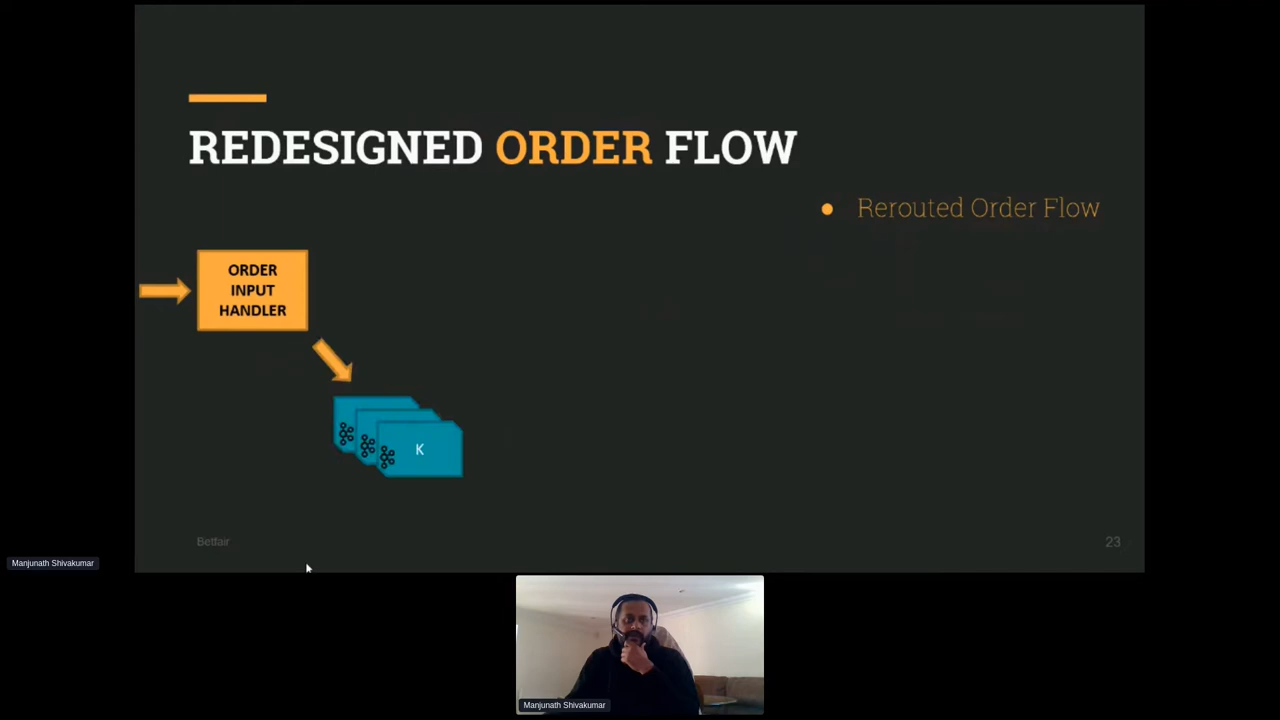 REDESIGNED ORDER FLOW
● Rerouted Order Flow
ORDER
INPUT
HANDLER
K
Betfair
23
Manjunath Shivakumar
Manjunath Shivakumar